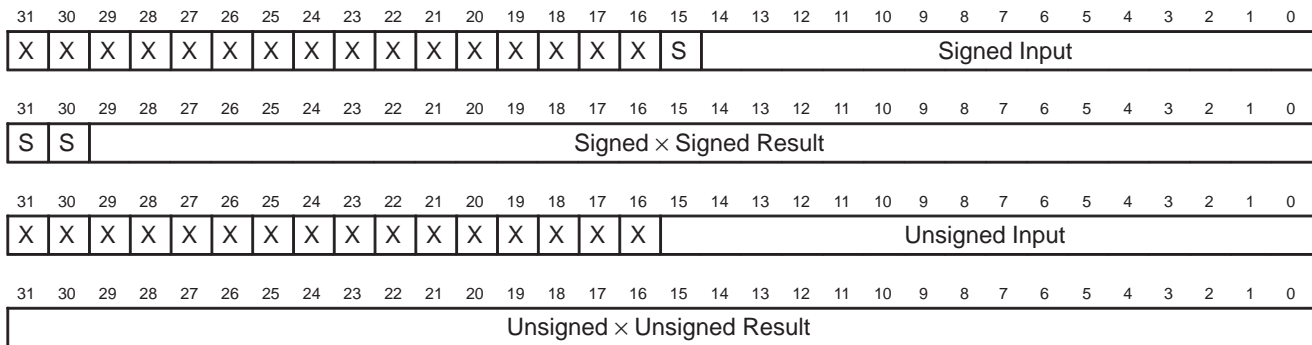 31 30 29 28 27 26 25 24 23 22 21 20 19 18 17 16 15 14 13 12 11 10 9 8 7 6 5 4 3 2 1 0
X X X X X X X X X X X X X X X X S Signed Input
31 30 29 28 27 26 25 24 23 22 21 20 19 18 17 16 15 14 13 12 11 10 9 8 7 6 5 4 3 2 1 0
S S Signed × Signed Result
31 30 29 28 27 26 25 24 23 22 21 20 19 18 17 16 15 14 13 12 11 10 9 8 7 6 5 4 3 2 1 0
X X X X X X X X X X X X X X X X Unsigned Input
31 30 29 28 27 26 25 24 23 22 21 20 19 18 17 16 15 14 13 12 11 10 9 8 7 6 5 4 3 2 1 0
Unsigned × Unsigned Result